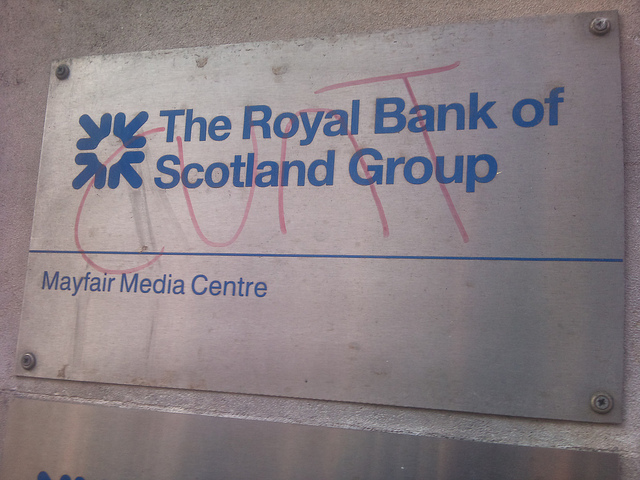 The Royal Bank of
Scotland Group
CUNT
Mayfair Media Centre